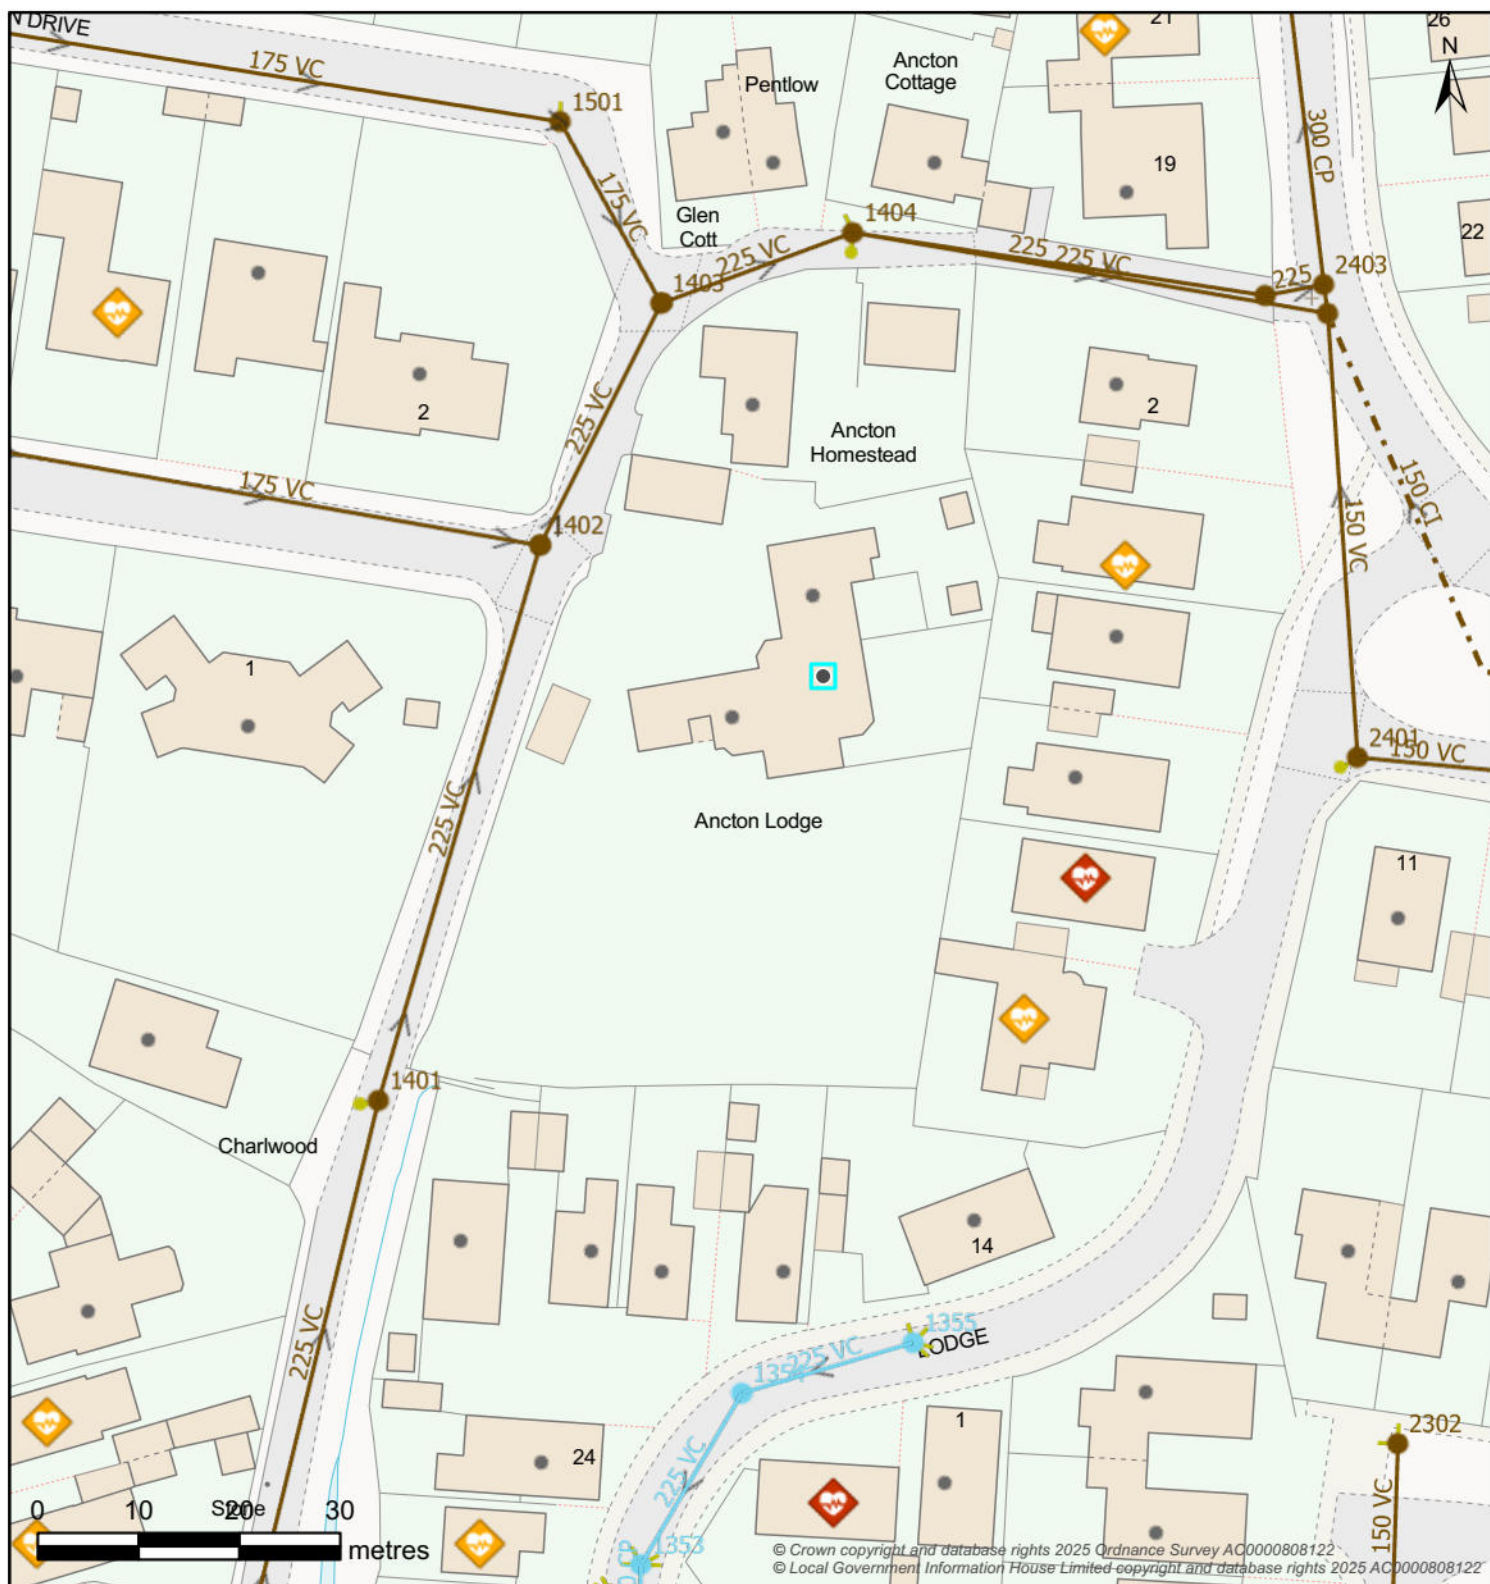 N DRIVE
175 VC
1501
Pentlow
Ancton
Cottage
21
26
N
300 CP
19
175 VC
Glen
Cott
1404
22
225 VC
225
225 VC
2403
225
1403
2
225 VC
2
Ancton
Homestead
175 VC
1402
150 VC
150 CI
1
2401
150 VC
225 VC
Ancton Lodge
11
1401
Charlwood
14
225 VC
1355
LODGE
225 VC
1354
1
24
2302
225 VC
150 VC
Stone
0 10 20 30
metres
1353
© Crown copyright and database rights 2025 Ordnance Survey AC0000808122
© Local Government Information House Limited copyright and database rights 2025 AC0000808122